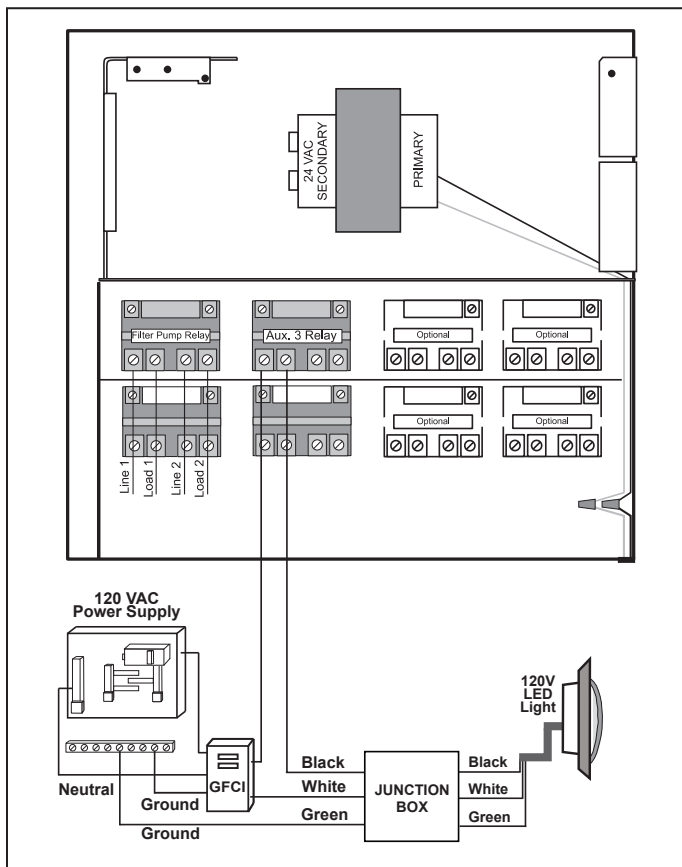 24 VAC
SECONDARY
PRIMARY
Filter Pump Relay
Aux. 3 Relay
Optional
Optional
Optional
Optional
Line 1
Load 1
Line 2
Load 2
120 VAC
Power Supply
120V
LED
Light
Neutral
Ground
Ground
GFCI
Black
White
Green
JUNCTION
BOX
Black
White
Green